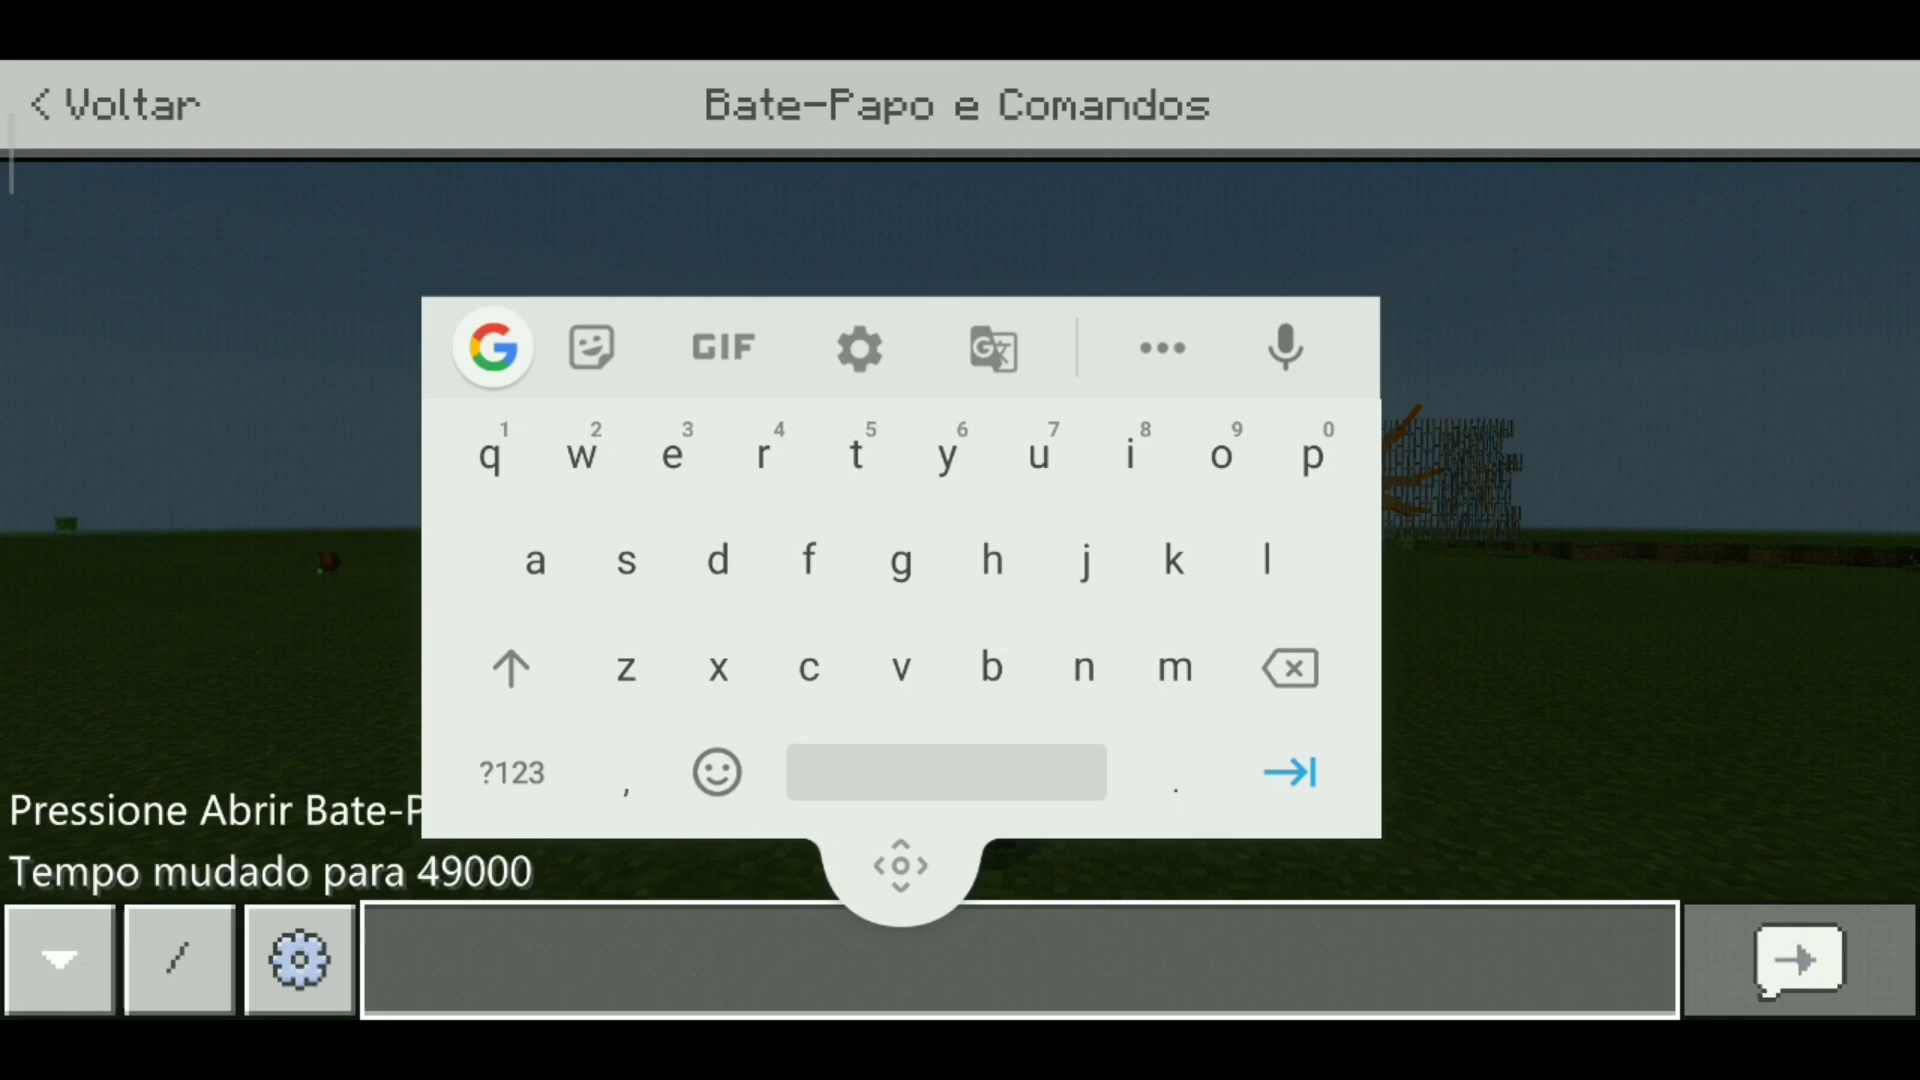 < Voltar
Bate-Papo e Comandos
GIF
1 2 3 4 5 6 7 8 9 0
q w e r t y u i o p
a s d f g h j k l
z x c v b n m
?123 , .
Pressione Abrir Bate-P
Tempo mudado para 49000
/